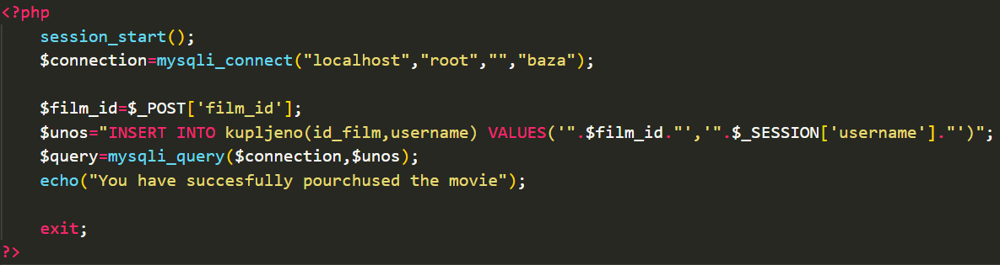 <?php
session_start();
$connection=mysqli_connect("localhost","root","","baza");
$film_id=$_POST['film_id'];
$unos="INSERT INTO kupljeno(id_film,username) VALUES('".$film_id."','".$_SESSION['username']."')";
$query=mysqli_query($connection,$unos);
echo("You have succesfully pourchused the movie");
exit;
?>